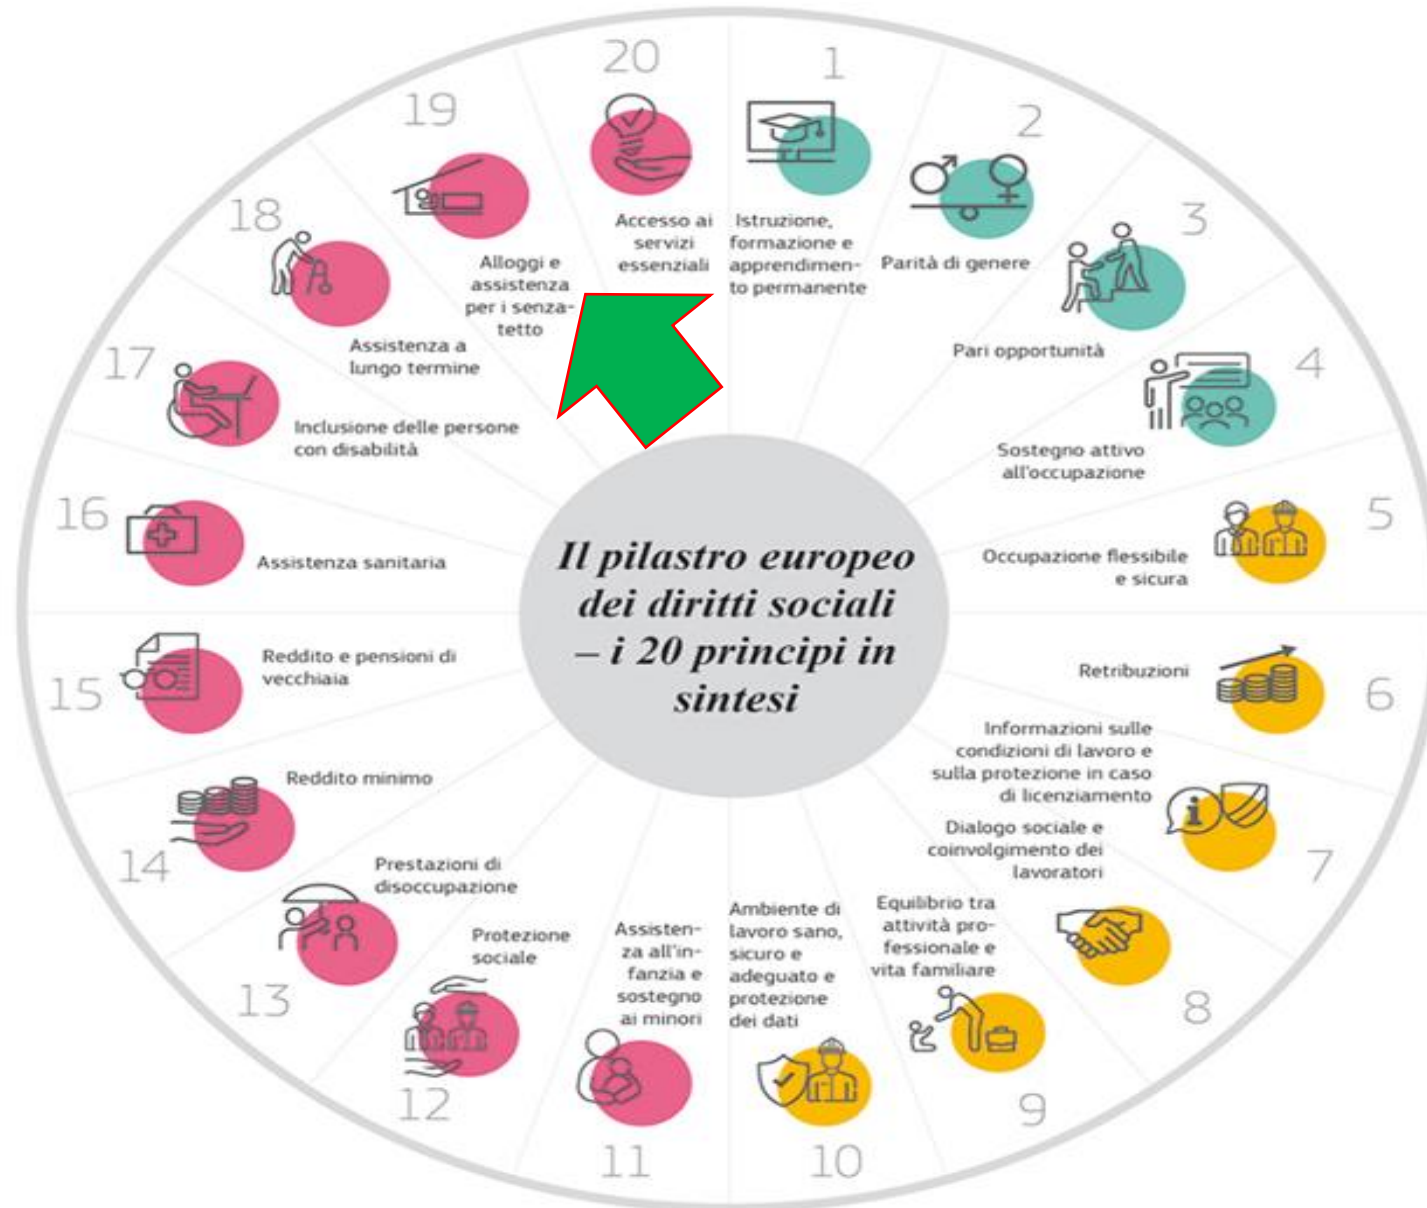 Il pilastro europeo
dei diritti sociali
– i 20 principi in
sintesi
1
Istruzione,
formazione e
apprendimen-
to permanente
2
Parità di genere
3
Pari opportunità
4
Sostegno attivo
all'occupazione
5
Occupazione flessibile
e sicura
6
Retribuzioni
7
Informazioni sulle
condizioni di lavoro e
sulla protezione in caso
di licenziamento
8
Dialogo sociale e
coinvolgimento dei
lavoratori
9
Equilibrio tra
attività pro-
fessionale e
vita familiare
10
Ambiente di
lavoro sano,
sicuro e
adeguato e
protezione
dei dati
11
Assisten-
za all'in-
fanzia e
sostegno
ai minori
12
Protezione
sociale
13
Prestazioni di
disoccupazione
14
Reddito minimo
15
Reddito e pensioni di
vecchiaia
16
Assistenza sanitaria
17
Inclusione delle persone
con disabilità
18
Assistenza a
lungo termine
19
Alloggi e
assistenza
per i senza-
tetto
20
Accesso ai
servizi
essenziali